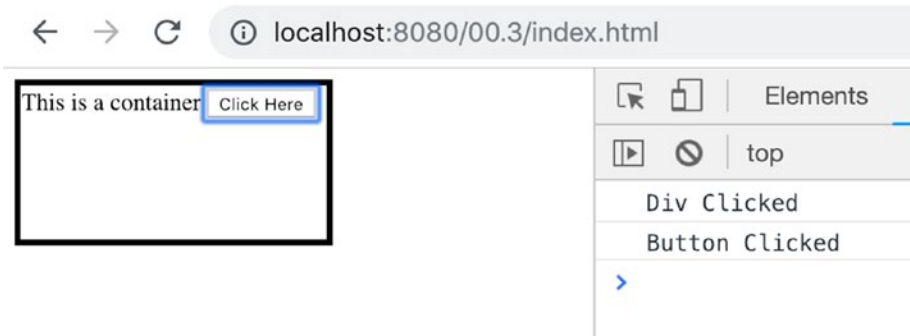 localhost:8080/00.3/index.html
This is a container Click Here
Elements
top
Div Clicked
Button Clicked